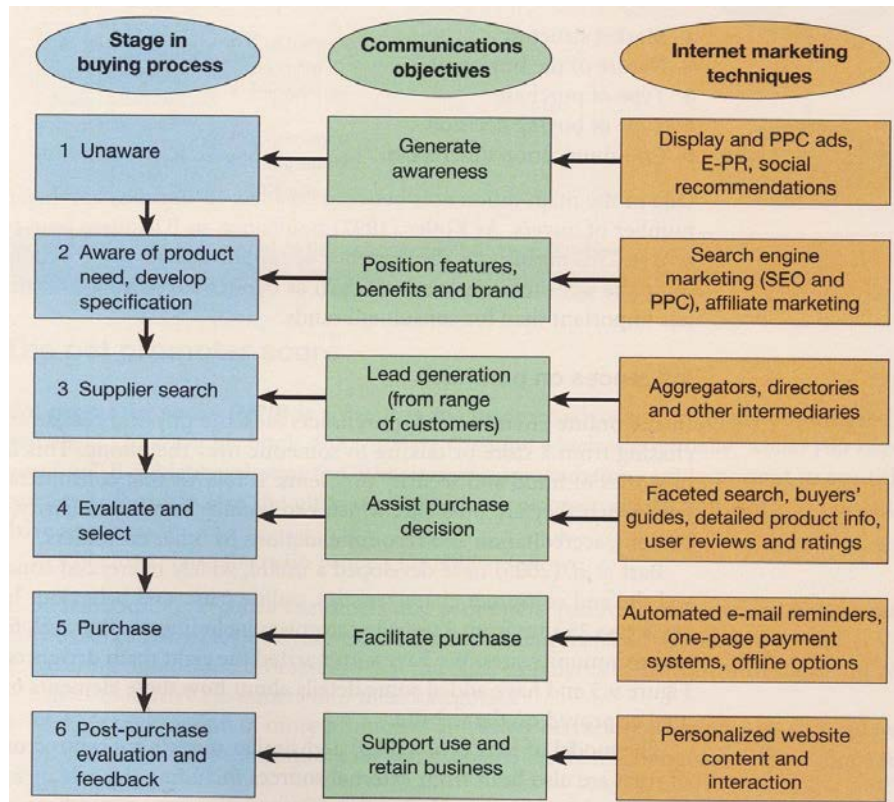 Stage in
buying process
Communications
objectives
Internet marketing
techniques
1 Unaware
Generate
awareness
Display and PPC ads,
E-PR, social
recommendations
2 Aware of product
need, develop
specification
Position features,
benefits and brand
Search engine
marketing (SEO and
PPC), affiliate marketing
3 Supplier search
Lead generation
(from range
of customers)
Aggregators, directories
and other intermediaries
4 Evaluate and
select
Assist purchase
decision
Faceted search, buyers'
guides, detailed product info,
user reviews and ratings
5 Purchase
Facilitate purchase
Automated e-mail reminders,
one-page payment
systems, offline options
6 Post-purchase
evaluation and
feedback
Support use and
retain business
Personalized website
content and
interaction